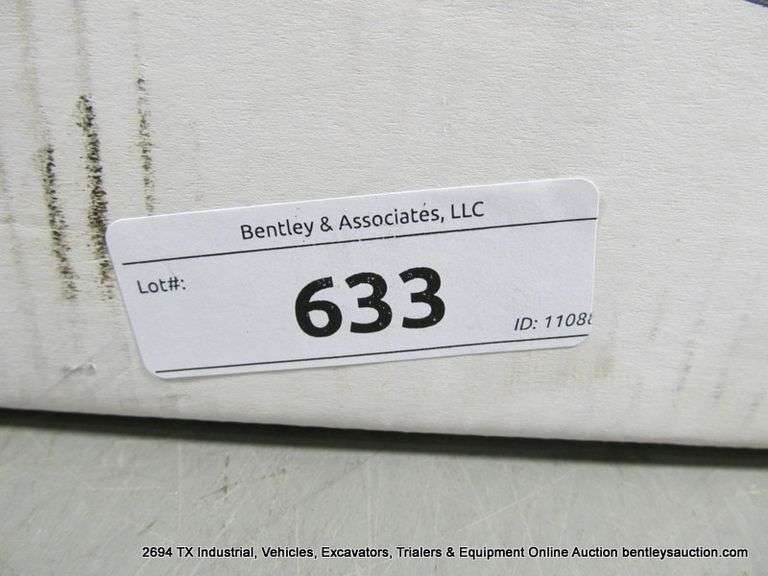 Bentley & Associates, LLC
Lot#:
633
ID: 1108
2694 TX Industrial, Vehicles, Excavators, Trialers & Equipment Online Auction bentleysauction.com